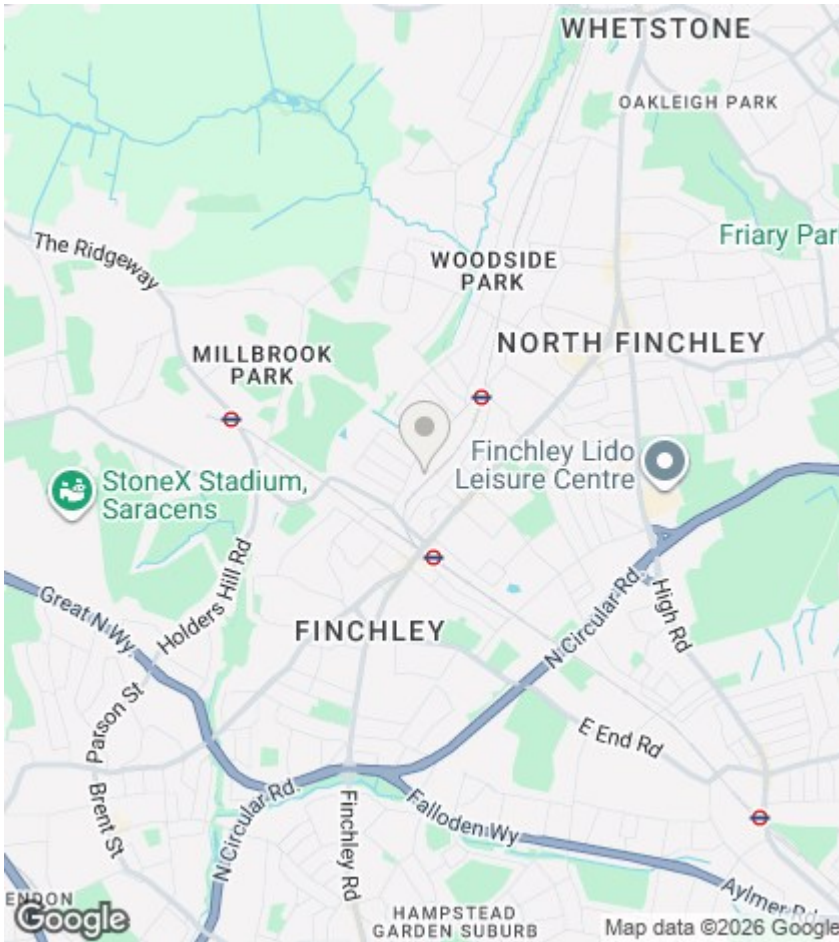 WHETSTONE
OAKLEIGH PARK
Friary Par
The Ridgeway
WOODSIDE
PARK
NORTH FINCHLEY
MILLBROOK
PARK
Finchley Lido
Leisure Centre
StoneX Stadium,
Saracens
Holders Hill Rd
Great N Wy.
N Circular Rd.
High Rd
FINCHLEY
Parson St
E End Rd
Brent St
N Circular Rd.
Finchley Rd
Falloden Wy
Aylmer Rd
ENDON
HAMPSTEAD
GARDEN SUBURB
Google
Map data ©2026 Google